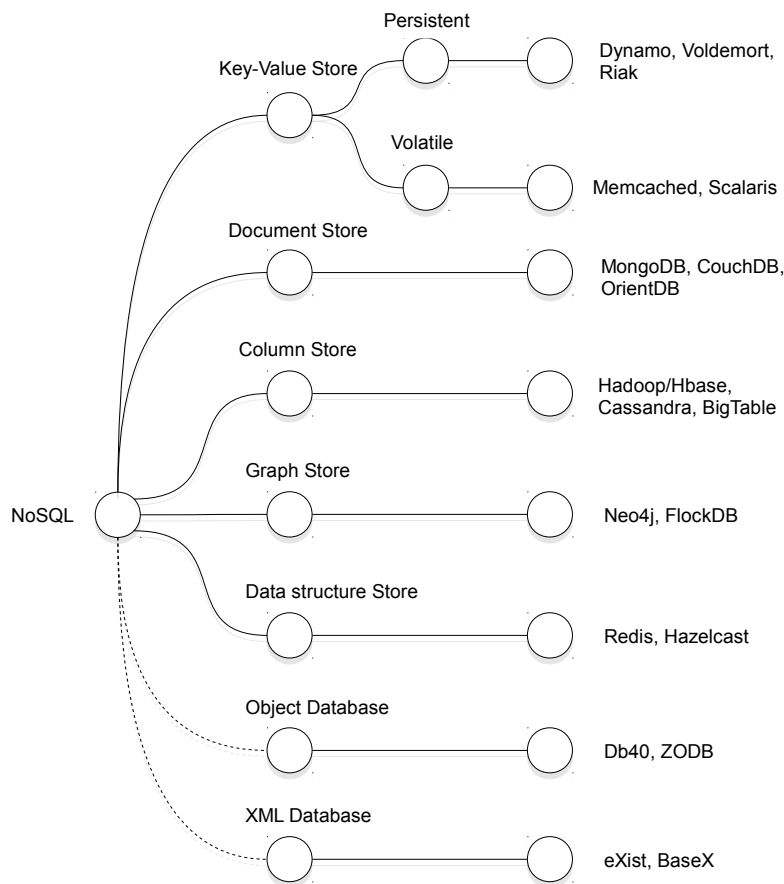 Persistent
Dynamo, Voldemort,
Riak
Key-Value Store
Volatile
Memcached, Scalaris
Document Store
MongoDB, CouchDB,
OrientDB
Column Store
Hadoop/Hbase,
Cassandra, BigTable
Graph Store
NoSQL
Neo4j, FlockDB
Data structure Store
Redis, Hazelcast
Object Database
Db40, ZODB
XML Database
eXist, BaseX